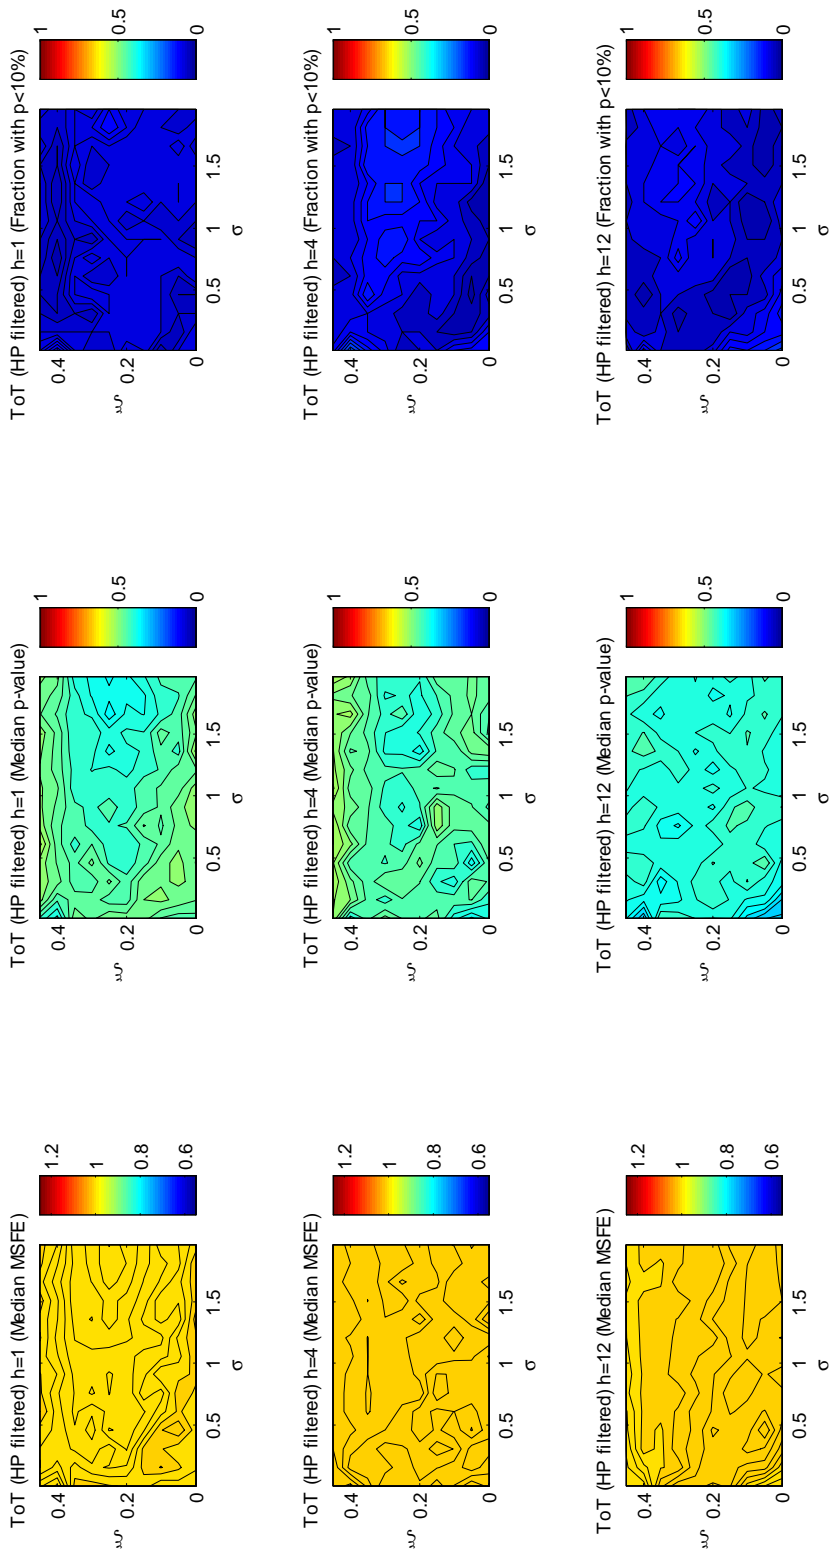 ToT (HP filtered) h=1 (Median MSFE)
0.4
0.2
0
ξ
0.5 1 1.5
σ
1.2
1
0.8
0.6
ToT (HP filtered) h=1 (Median p-value)
0.4
0.2
0
ξ
0.5 1 1.5
σ
1
0.5
0
ToT (HP filtered) h=1 (Fraction with p<10%)
0.4
0.2
0
ξ
0.5 1 1.5
σ
1
0.5
0
ToT (HP filtered) h=4 (Median MSFE)
0.4
0.2
0
ξ
0.5 1 1.5
σ
1.2
1
0.8
0.6
ToT (HP filtered) h=4 (Median p-value)
0.4
0.2
0
ξ
0.5 1 1.5
σ
1
0.5
0
ToT (HP filtered) h=4 (Fraction with p<10%)
0.4
0.2
0
ξ
0.5 1 1.5
σ
1
0.5
0
ToT (HP filtered) h=12 (Median MSFE)
0.4
0.2
0
ξ
0.5 1 1.5
σ
1.2
1
0.8
0.6
ToT (HP filtered) h=12 (Median p-value)
0.4
0.2
0
ξ
0.5 1 1.5
σ
1
0.5
0
ToT (HP filtered) h=12 (Fraction with p<10%)
0.4
0.2
0
ξ
0.5 1 1.5
σ
1
0.5
0